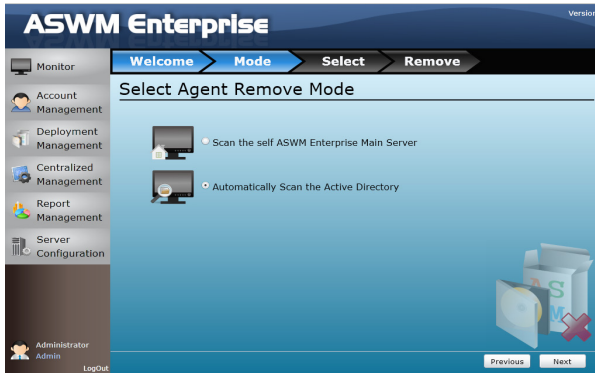 ASWM Enterprise
Version
Monitor
Account
Management
Deployment
Management
Centralized
Management
Report
Management
Server
Configuration
Administrator
Admin
LogOut
Welcome
Mode
Select
Remove
Select Agent Remove Mode
Scan the self ASWM Enterprise Main Server
Automatically Scan the Active Directory
AS
M
Previous
Next